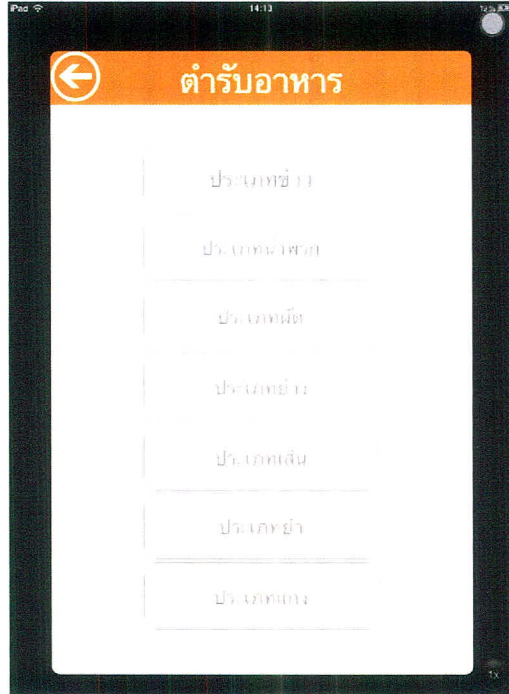 iPad 14:13
ตำรับอาหาร
ประเภทข้าว
ประเภทน้ำพริก
ประเภทผัด
ประเภทย่าง
ประเภทเส้น
ประเภทยำ
ประเภทแกง
1x